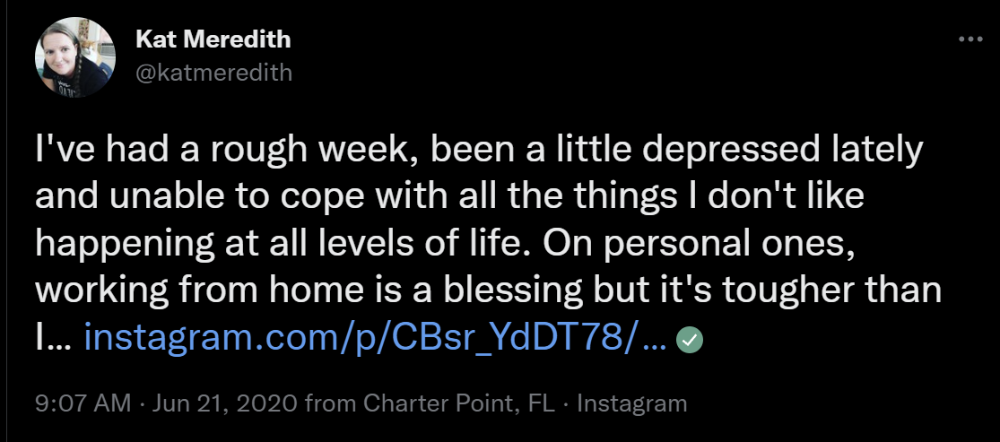 Kat Meredith
@katmeredith
I've had a rough week, been a little depressed lately
and unable to cope with all the things I don't like
happening at all levels of life. On personal ones,
working from home is a blessing but it's tougher than
I... instagram.com/p/CBsr_YdDT78/...
9:07 AM · Jun 21, 2020 from Charter Point, FL · Instagram